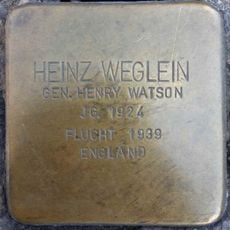 HEINZ WEGLEIN
GEN. HENRY WATSON
JG. 1924
FLUCHT 1939
ENGLAND